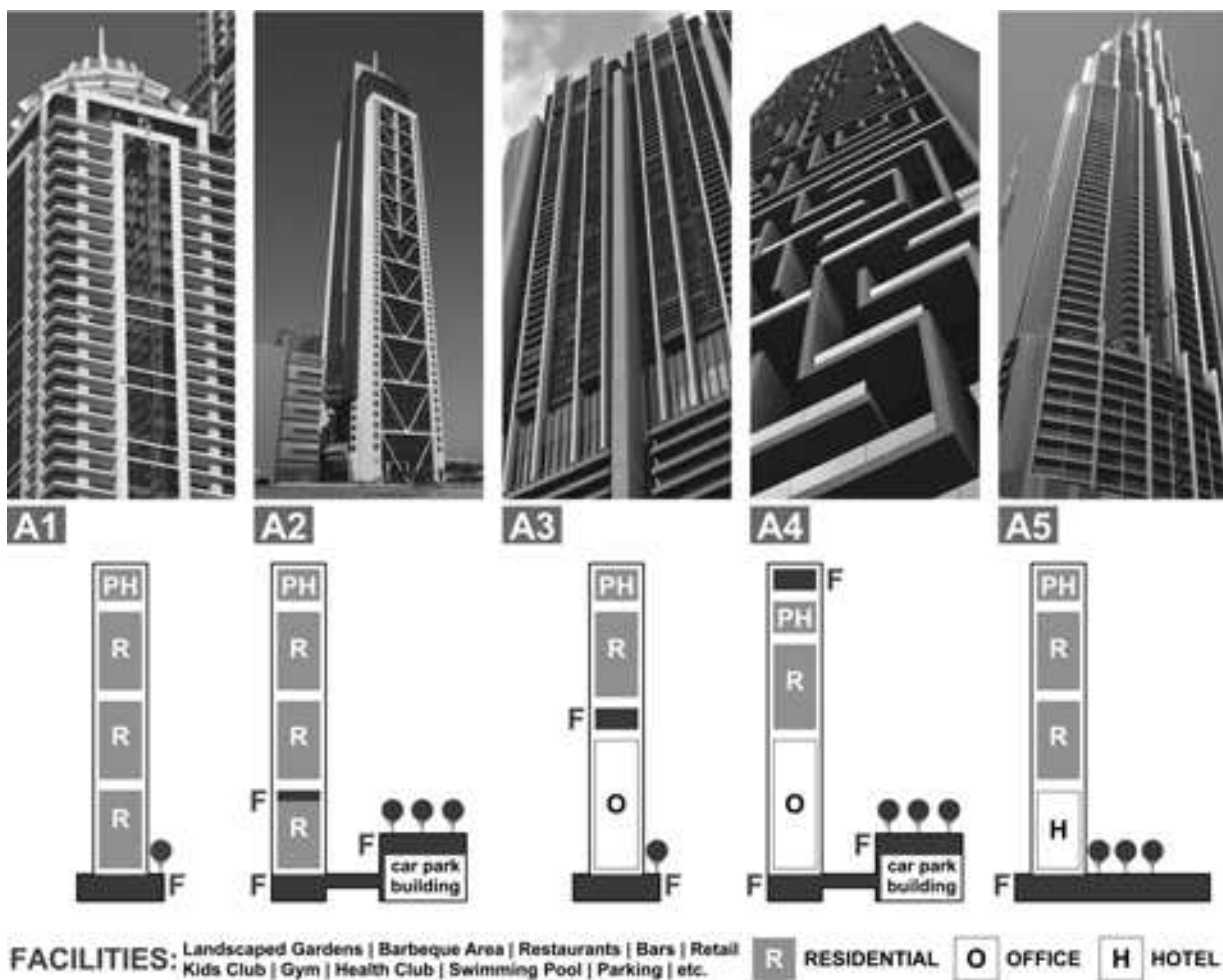 A1 A2 A3 A4 A5
PH PH PH F PH
PH
R R R R
R
F
R R R
F
R R O O H
F F
car park building car park building
F F F F F F
FACILITIES: Landscaped Gardens | Barbeque Area | Restaurants | Bars | Retail
Kids Club | Gym | Health Club | Swimming Pool | Parking | etc.
R RESIDENTIAL O OFFICE H HOTEL